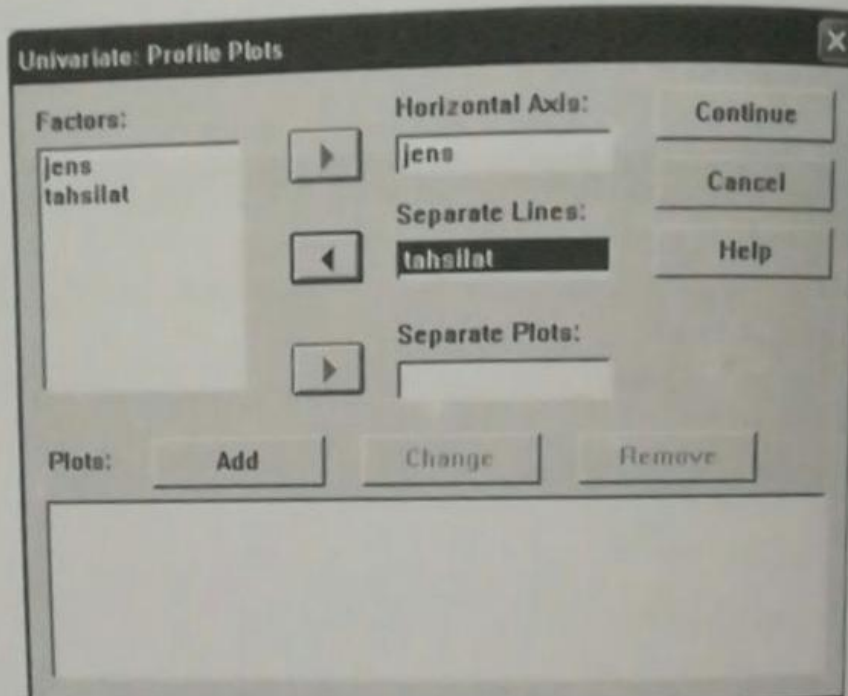 Univariate: Profile Plots
Factors:
jens
tahsilat
Horizontal Axis:
jens
Separate Lines:
tahsilat
Separate Plots:
Continue
Cancel
Help
Plots:
Add
Change
Remove